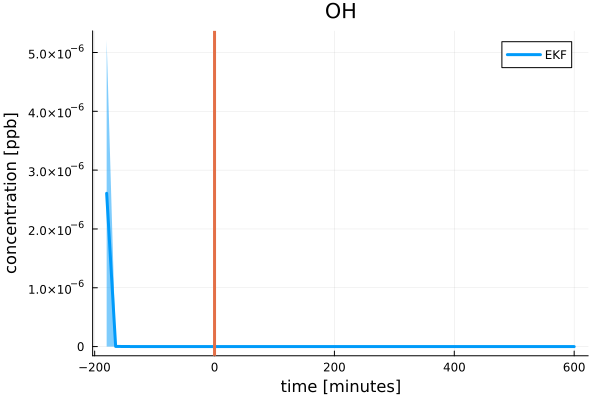 OH
EKF
concentration [ppb]
5.0×10⁻⁶
4.0×10⁻⁶
3.0×10⁻⁶
2.0×10⁻⁶
1.0×10⁻⁶
0
−200 0 200 400 600
time [minutes]